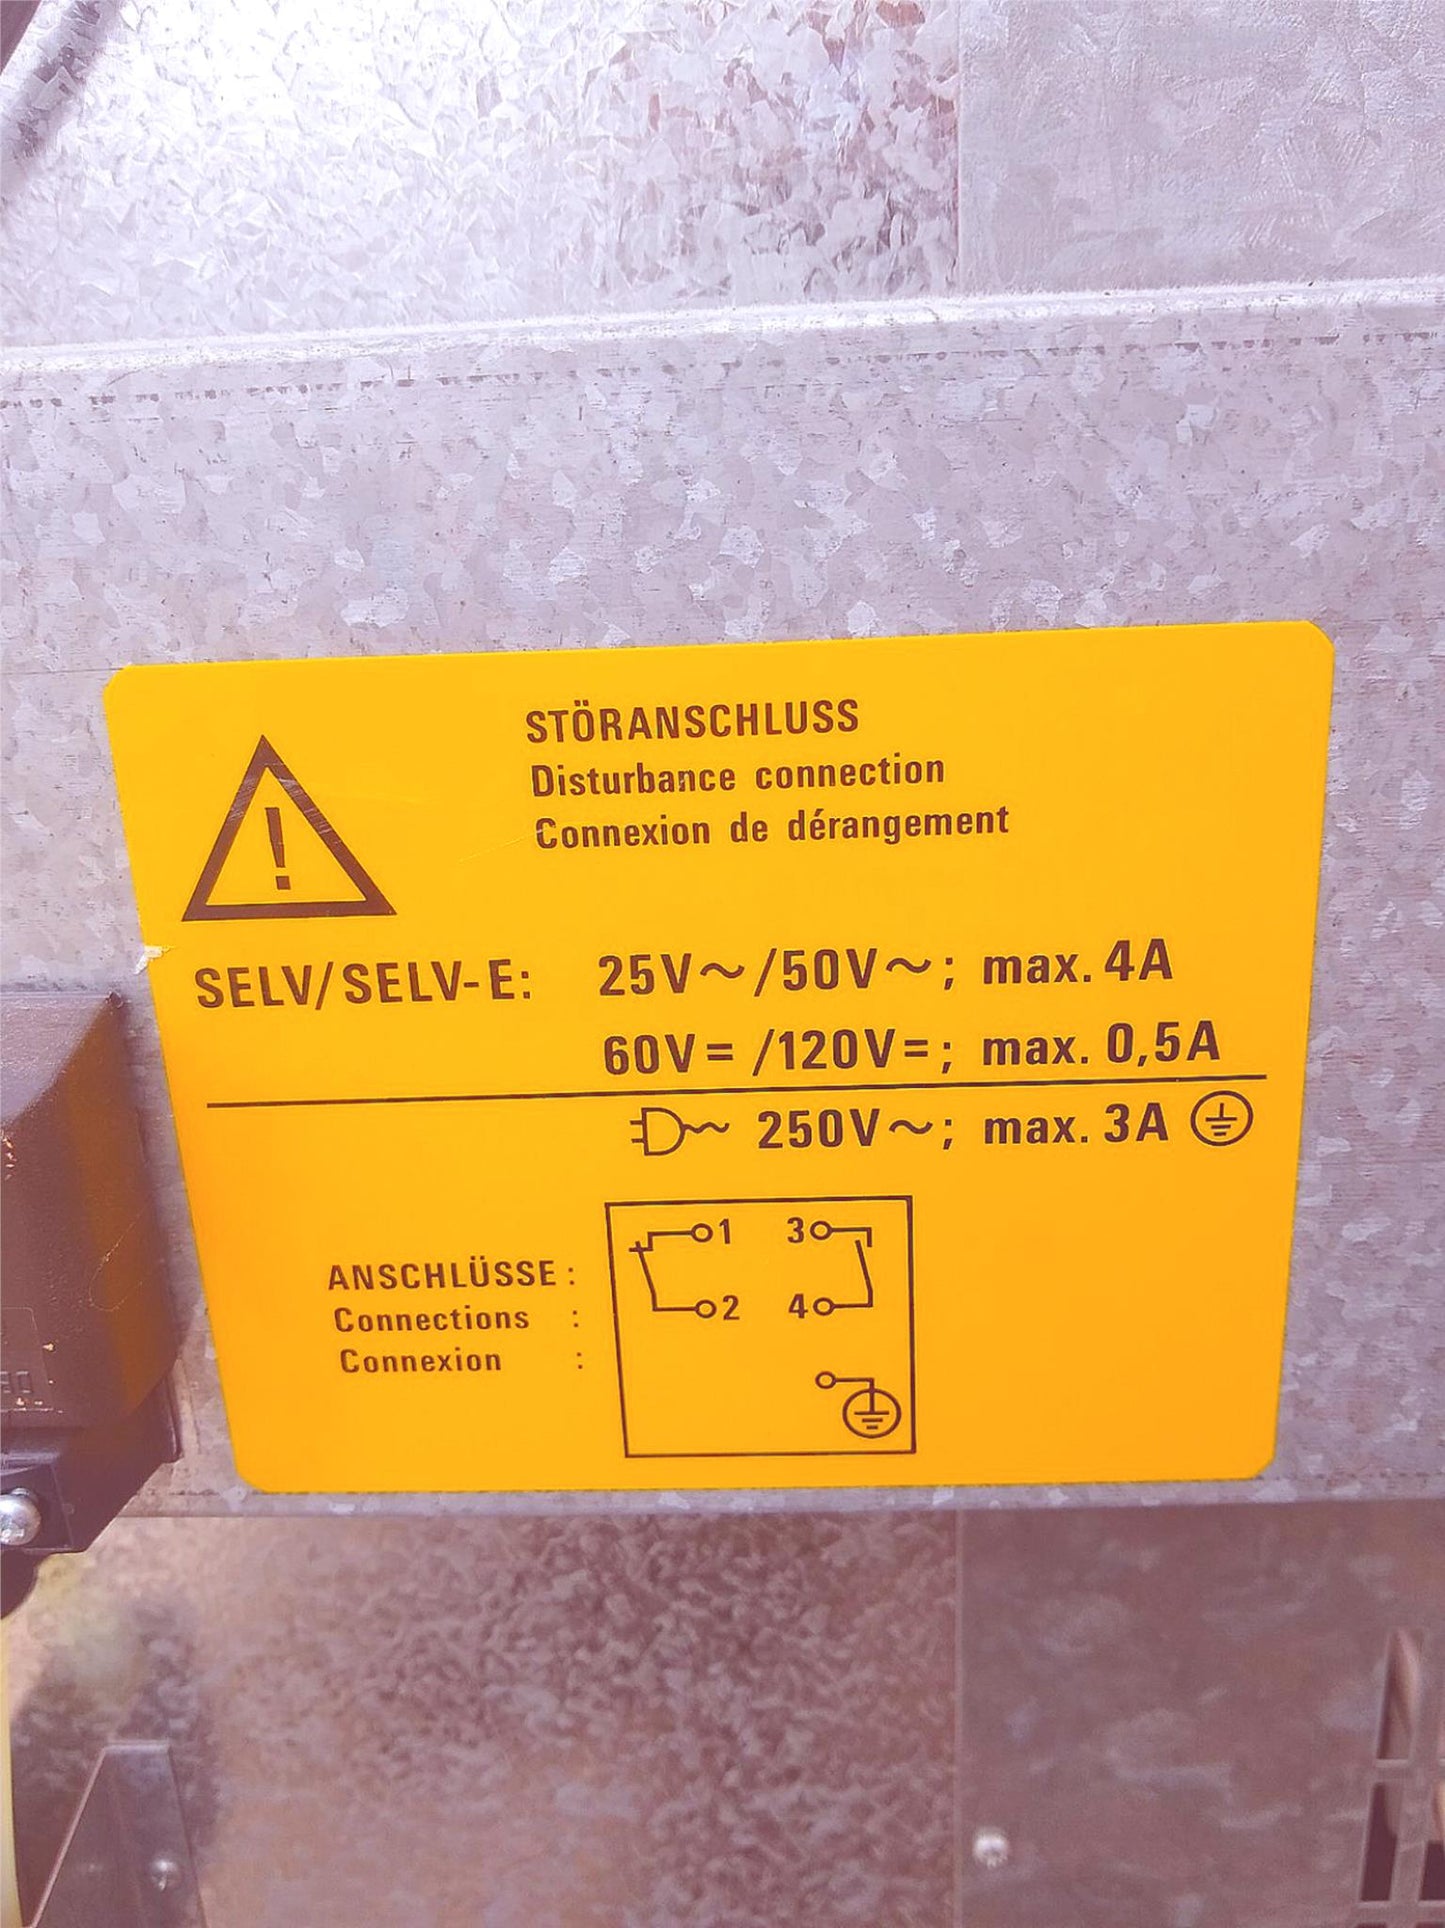 STÖRANSCHLUSS
Disturbance connection
Connexion de dérangement
!
SELV/SELV-E: 25V~/50V~; max. 4A
60V= /120V=; max. 0,5A
250V~; max. 3A
1 3
2 4
ANSCHLÜSSE:
Connections :
Connexion :